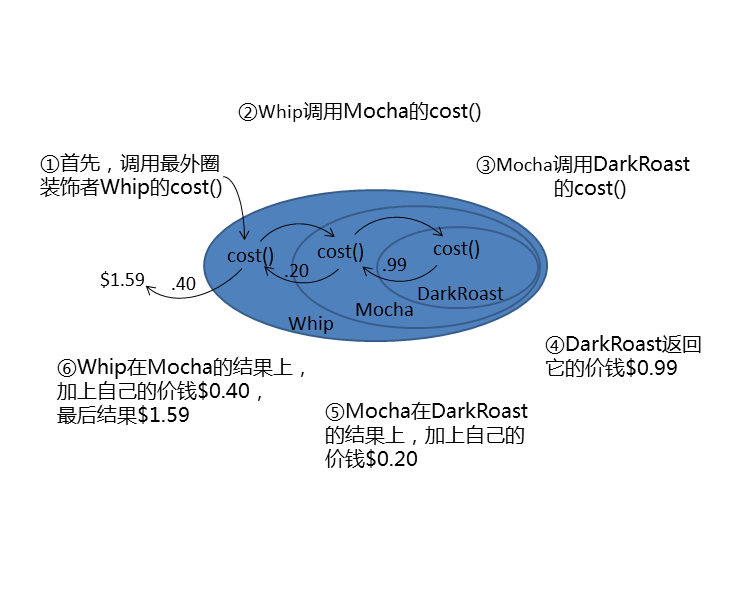 ②Whip调用Mocha的cost()
①首先，调用最外圈
装饰者Whip的cost()
③Mocha调用DarkRoast
的cost()
cost()
cost()
cost()
$1.59
.40
.20
.99
DarkRoast
Mocha
Whip
④DarkRoast返回
它的价钱$0.99
⑥Whip在Mocha的结果上，
加上自己的价钱$0.40，
最后结果$1.59
⑤Mocha在DarkRoast
的结果上，加上自己的
价钱$0.20